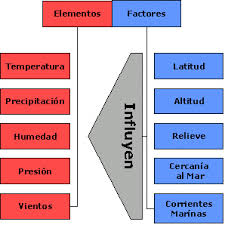 Elementos
Factores
Temperatura
Precipitación
Humedad
Presión
Vientos
Influyen
Latitud
Altitud
Relieve
Cercanía
al Mar
Corrientes
Marinas